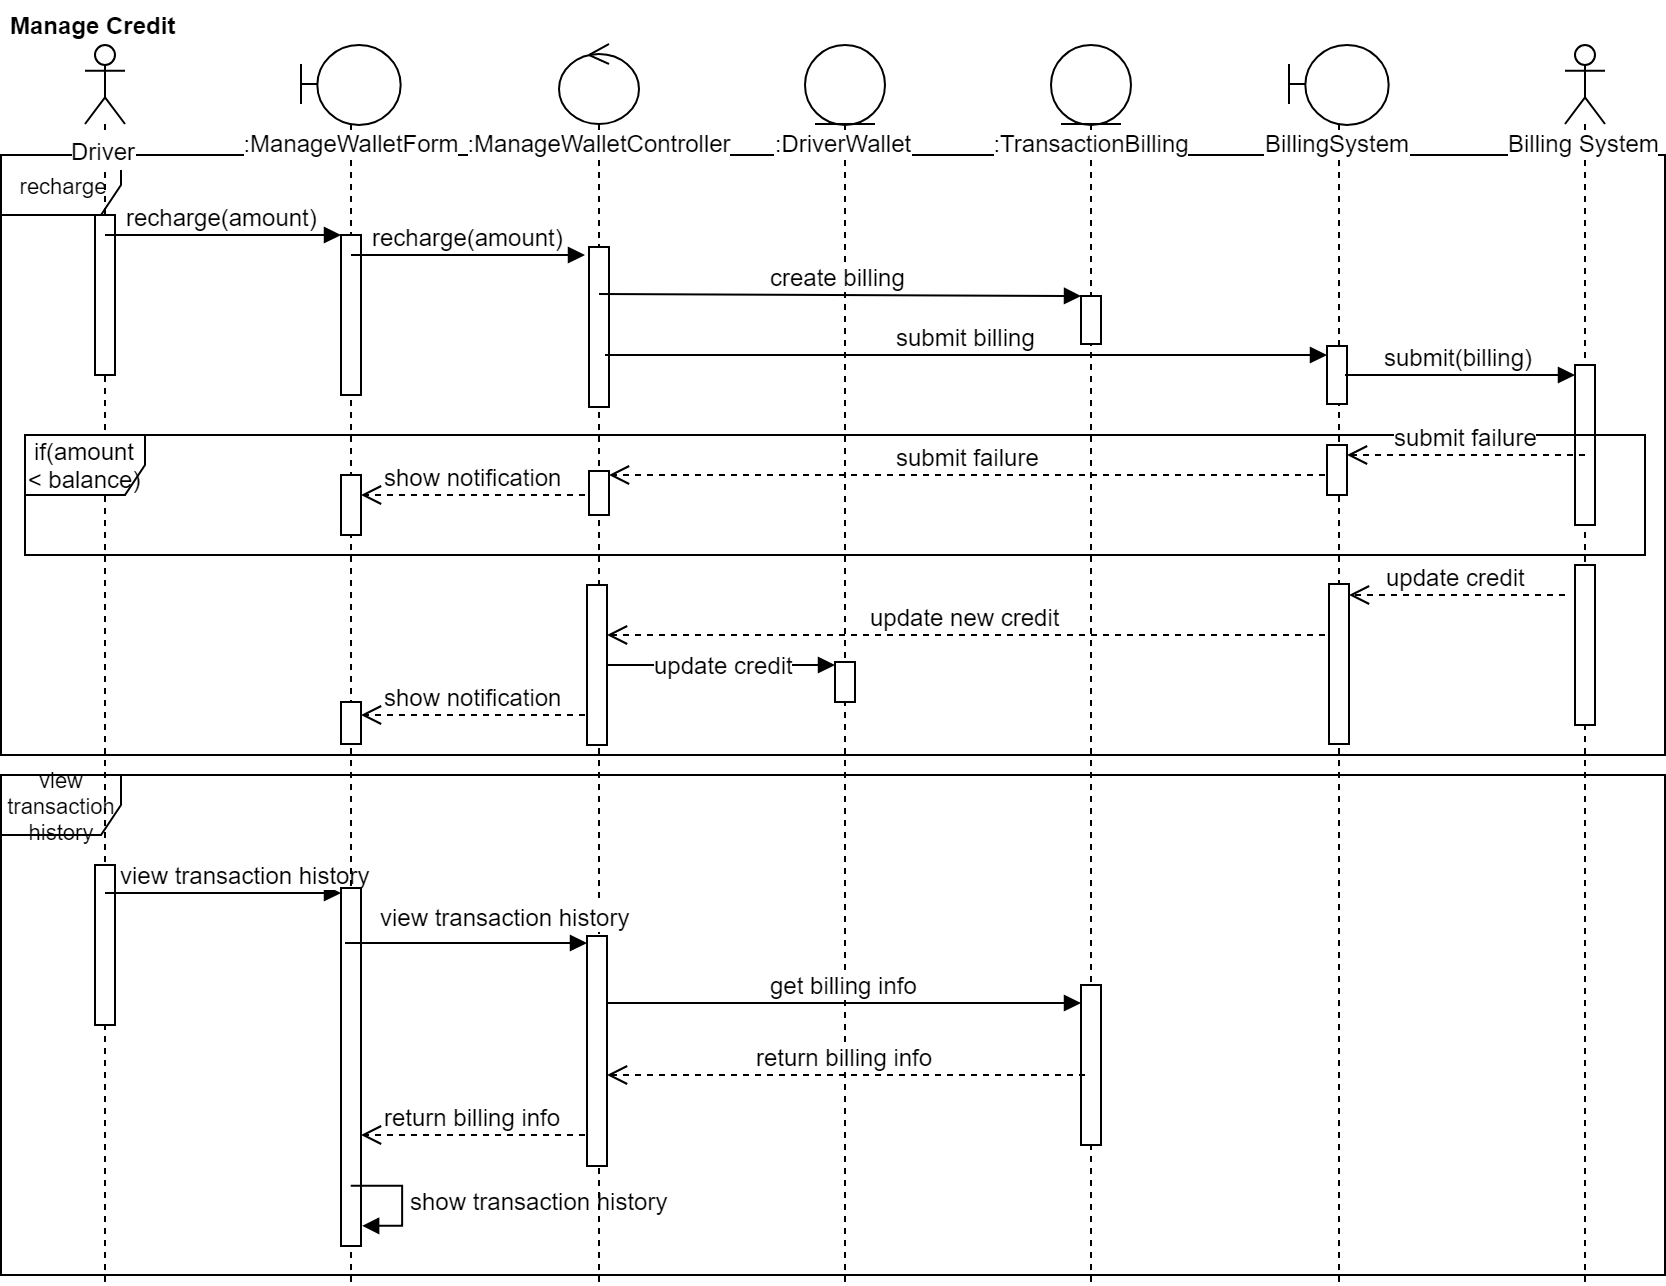 Manage Credit
Driver
:ManageWalletForm
:ManageWalletController
:DriverWallet
:TransactionBilling
BillingSystem
Billing System
recharge
recharge(amount)
recharge(amount)
create billing
submit billing
submit(billing)
if(amount
< balance)
submit failure
submit failure
show notification
update credit
update new credit
update credit
show notification
view
transaction
history
view transaction history
view transaction history
get billing info
return billing info
return billing info
show transaction history